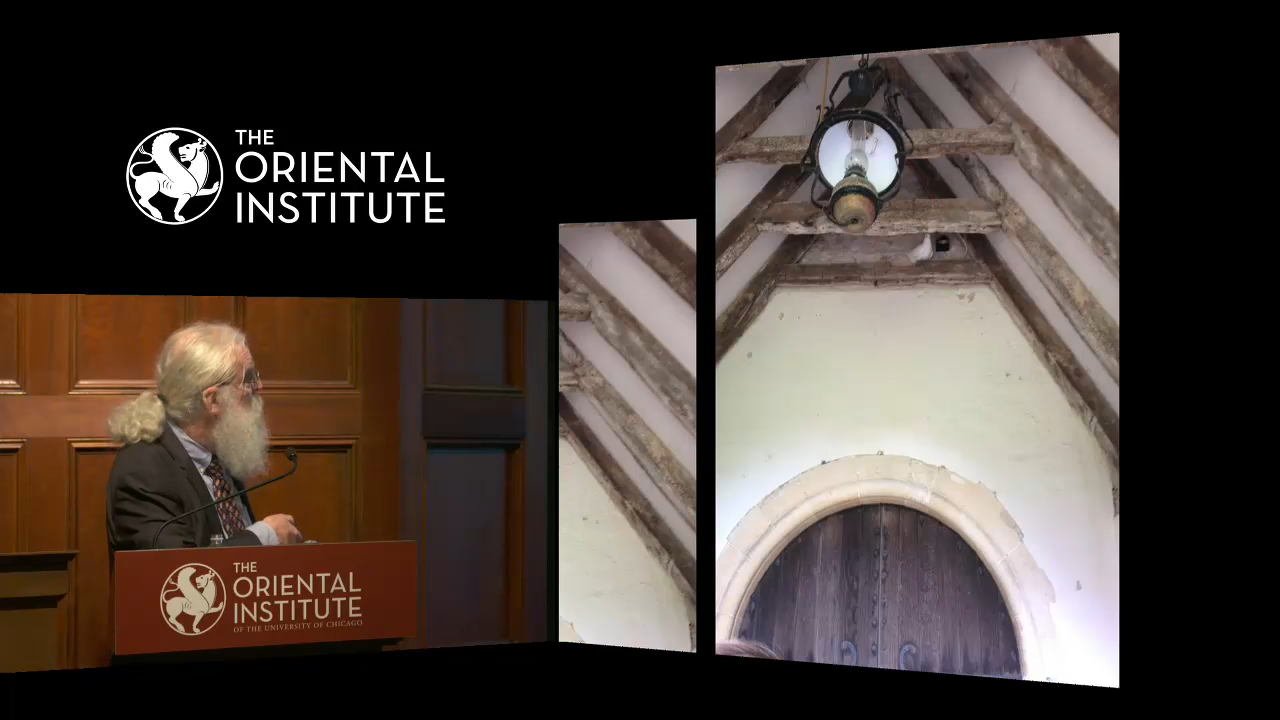 THE
ORIENTAL
INSTITUTE
THE
ORIENTAL
INSTITUTE
OF THE UNIVERSITY OF CHICAGO